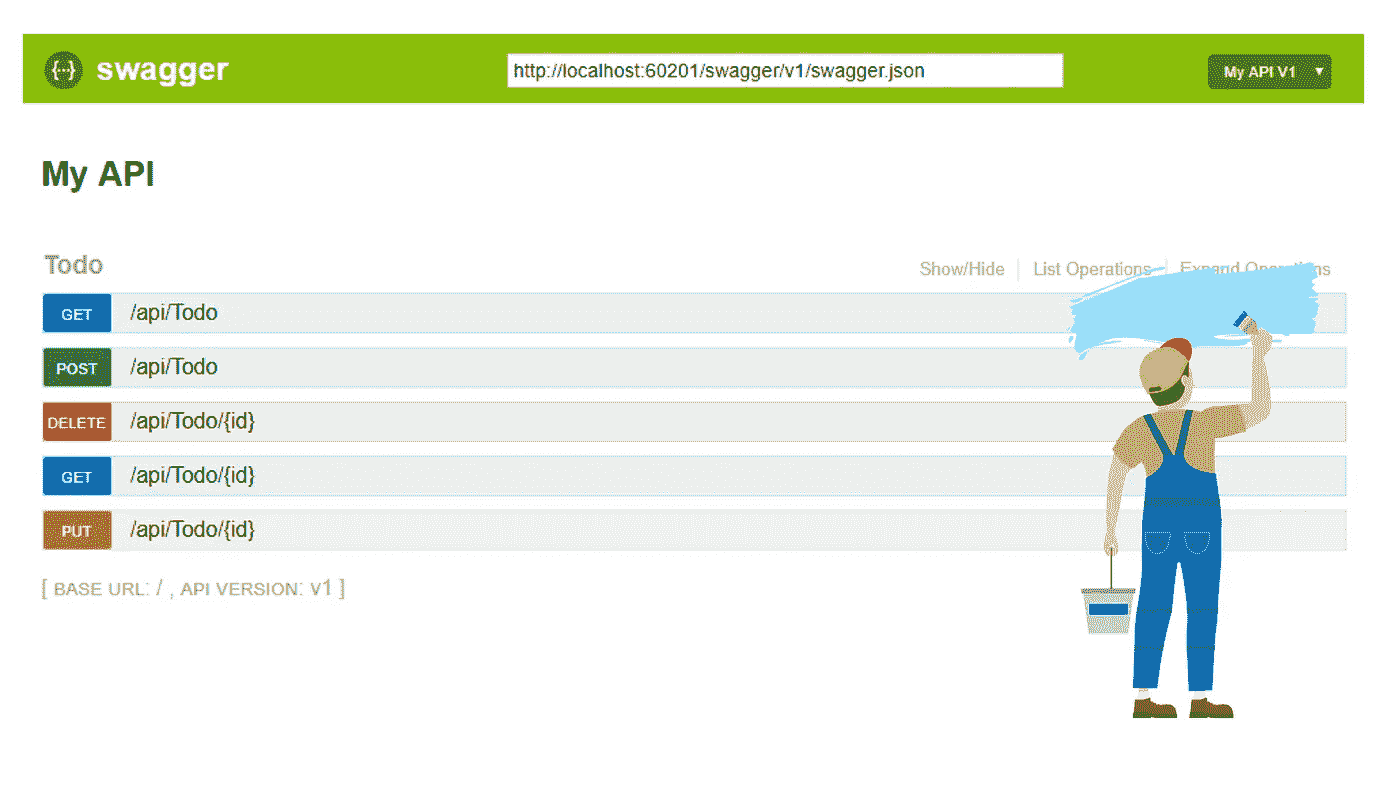 {...} swagger
http://localhost:60201/swagger/v1/swagger.json
My API V1
My API
Todo
Show/Hide
List Operations
Expand Operations
GET /api/Todo
POST /api/Todo
DELETE /api/Todo/{id}
GET /api/Todo/{id}
PUT /api/Todo/{id}
[ BASE URL: / , API VERSION: V1 ]